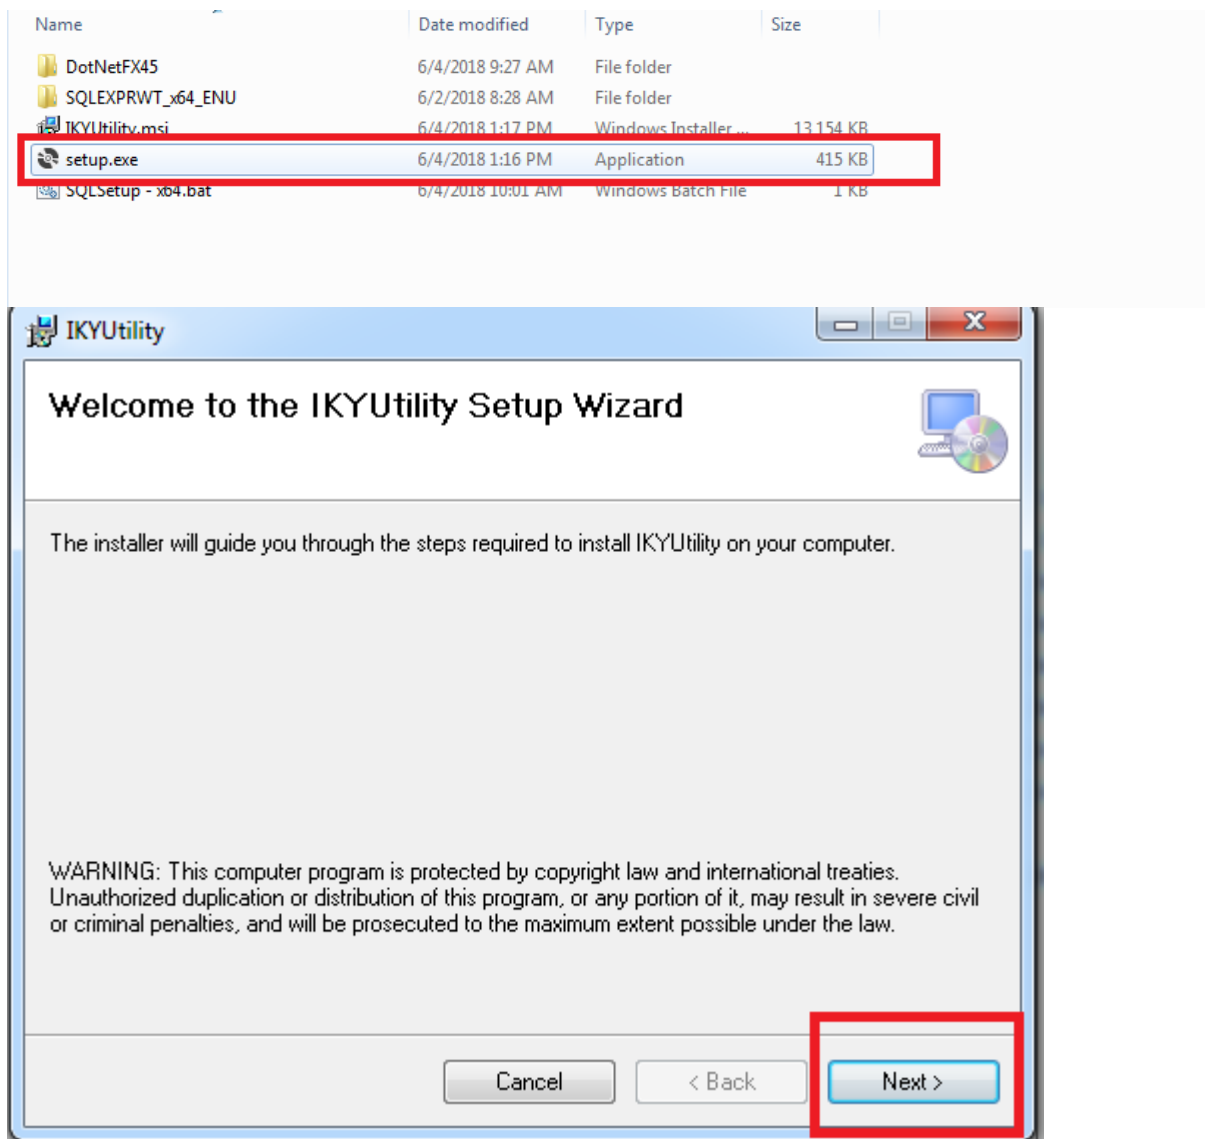 Name Date modified Type Size
DotNetFX45 6/4/2018 9:27 AM File folder
SQLEXPRWT_x64_ENU 6/2/2018 8:28 AM File folder
IKYUtility.msi 6/4/2018 1:17 PM Windows Installer ... 13,154 KB
setup.exe 6/4/2018 1:16 PM Application 415 KB
SQLSetup - x64.bat 6/4/2018 10:01 AM Windows Batch File 1 KB
IKYUtility
Welcome to the IKYUtility Setup Wizard
The installer will guide you through the steps required to install IKYUtility on your computer.
WARNING: This computer program is protected by copyright law and international treaties.
Unauthorized duplication or distribution of this program, or any portion of it, may result in severe civil
or criminal penalties, and will be prosecuted to the maximum extent possible under the law.
Cancel < Back Next >